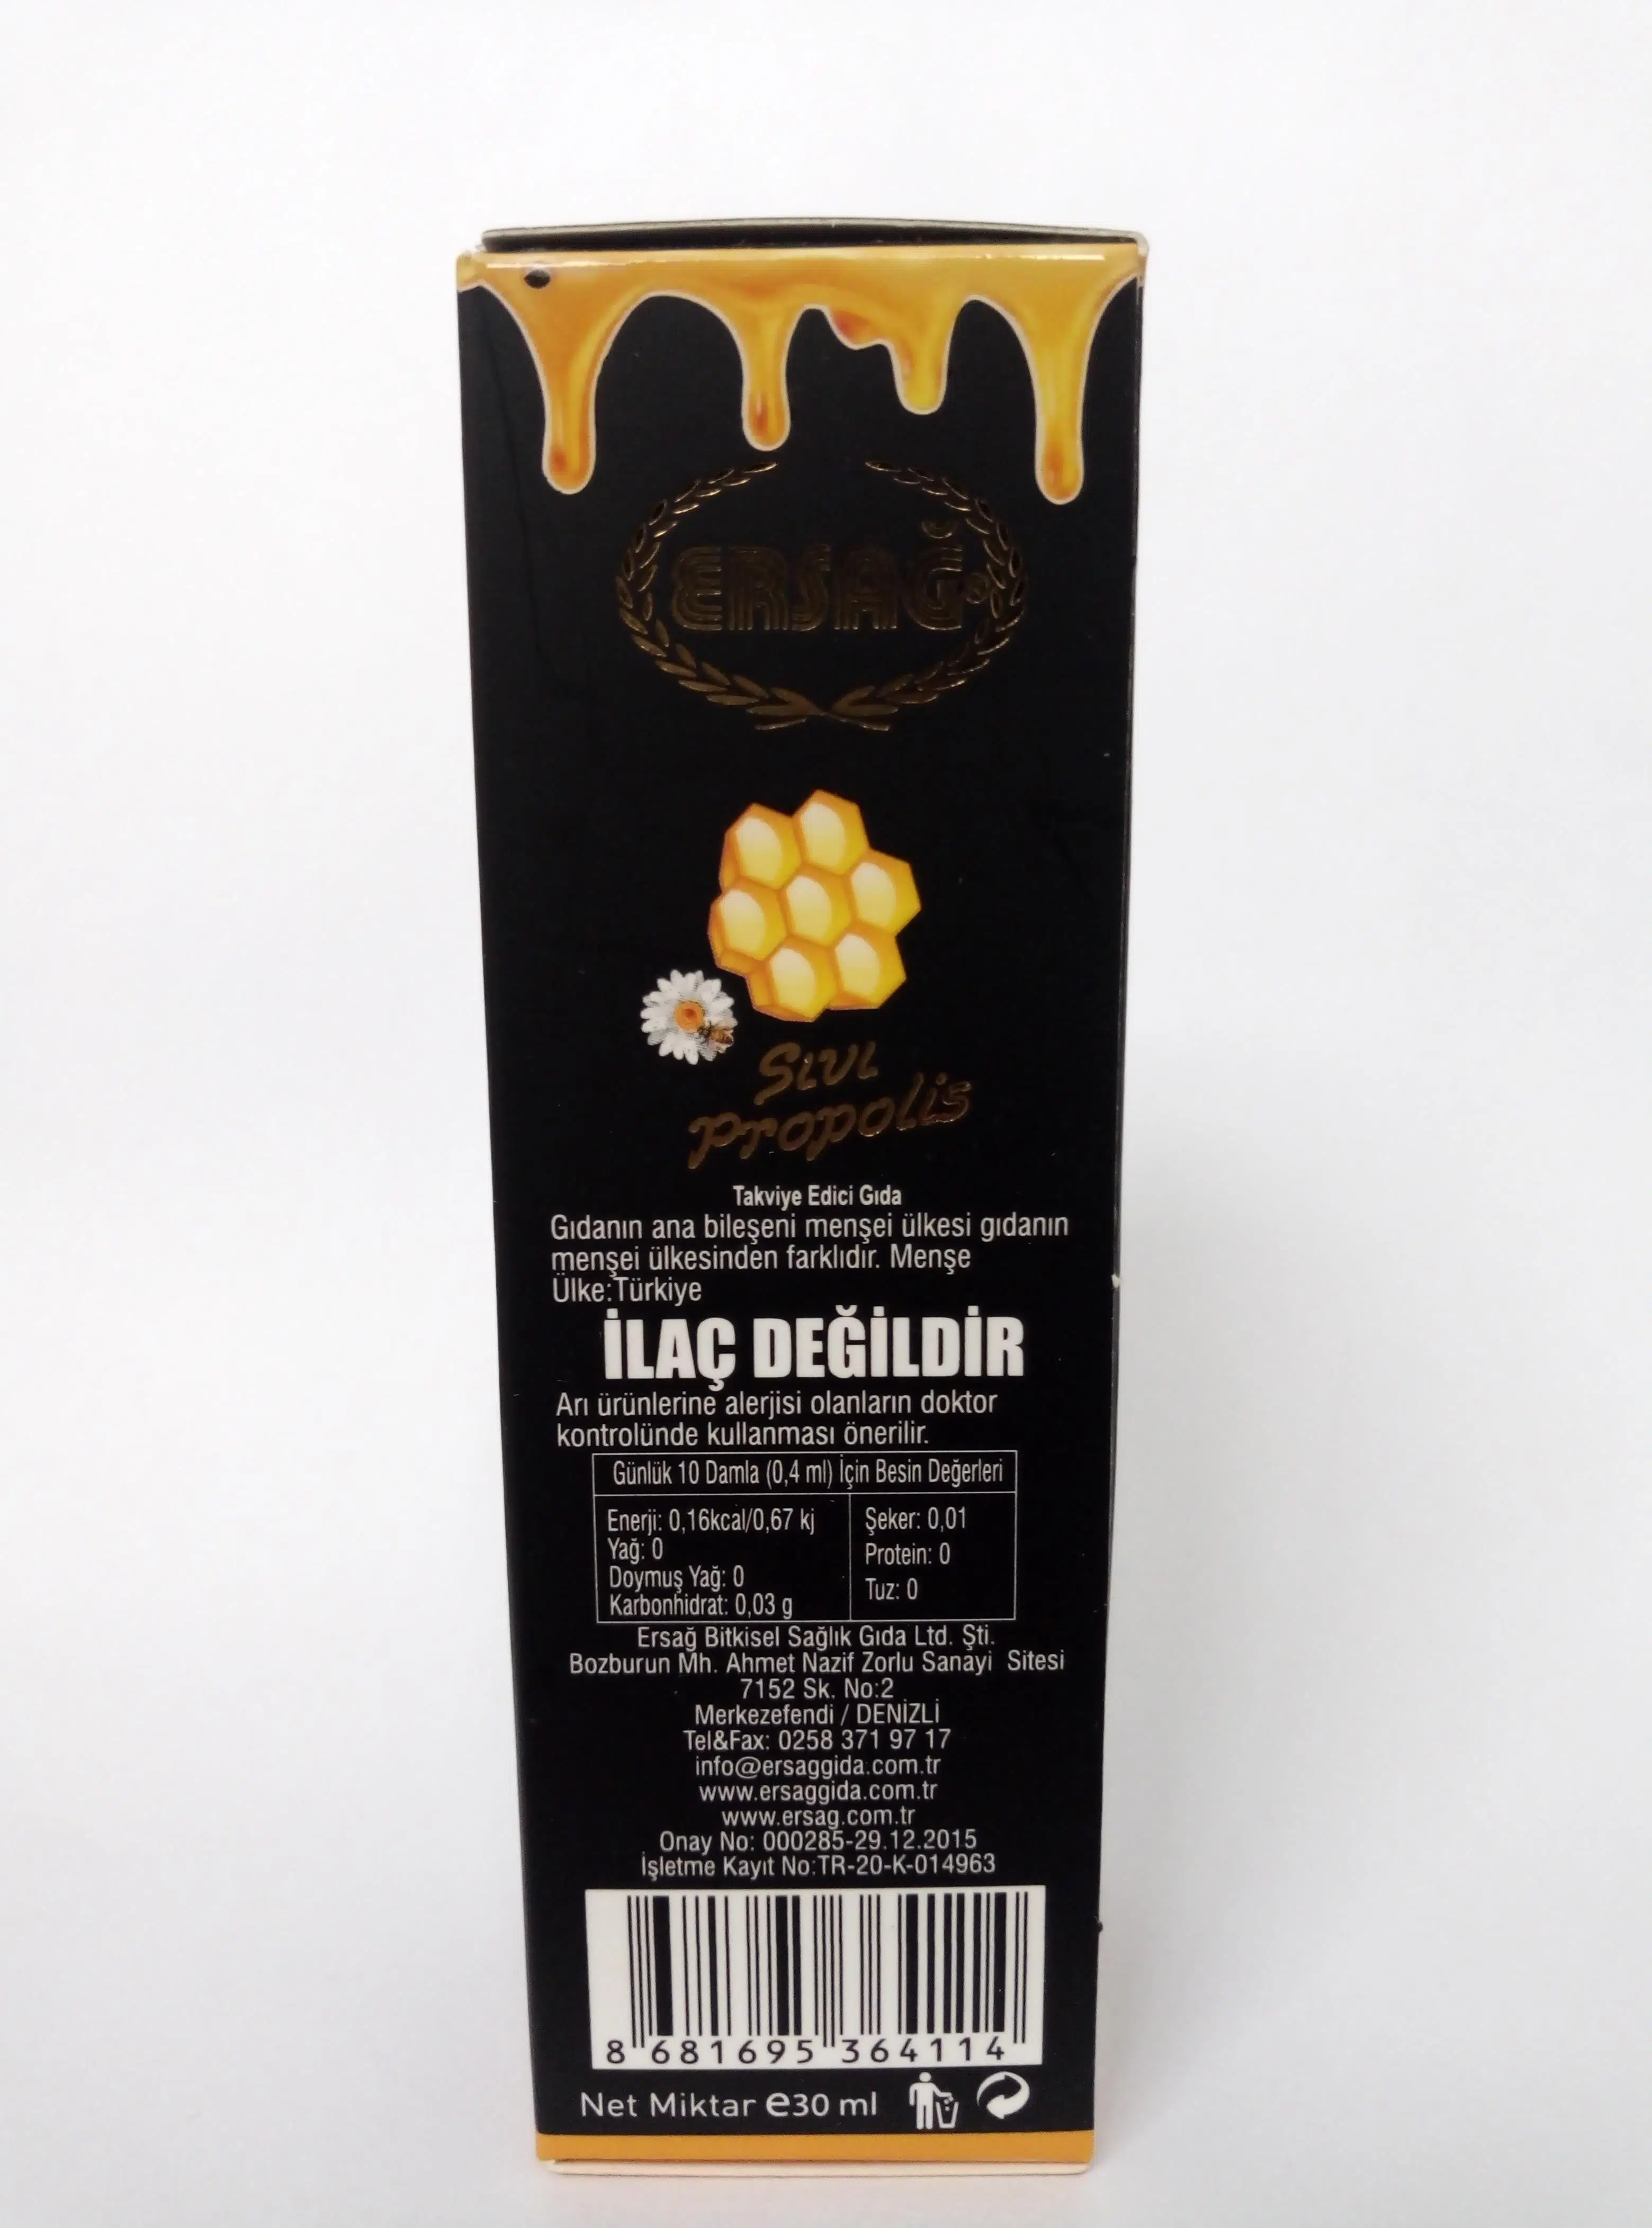 ERSAĞ
Sıvı
Propolis
Takviye Edici Gıda
Gıdanın ana bileşeni menşei ülkesi gıdanın
menşei ülkesinden farklıdır. Menşe
Ülke:Türkiye
İLAÇ DEĞİLDİR
Arı ürünlerine alerjisi olanların doktor
kontrolünde kullanması önerilir.
Günlük 10 Damla (0,4 ml) İçin Besin Değerleri
Enerji: 0,16kcal/0,67 kj
Yağ: 0
Doymuş Yağ: 0
Karbonhidrat: 0,03 g
Şeker: 0,01
Protein: 0
Tuz: 0
Ersağ Bitkisel Sağlık Gıda Ltd. Şti.
Bozburun Mh. Ahmet Nazif Zorlu Sanayi Sitesi
7152 Sk. No:2
Merkezefendi / DENİZLİ
Tel&Fax: 0258 371 97 17
info@ersaggida.com.tr
www.ersaggida.com.tr
www.ersag.com.tr
Onay No: 000285-29.12.2015
İşletme Kayıt No:TR-20-K-014963
8 681695 364114
Net Miktar e30 ml